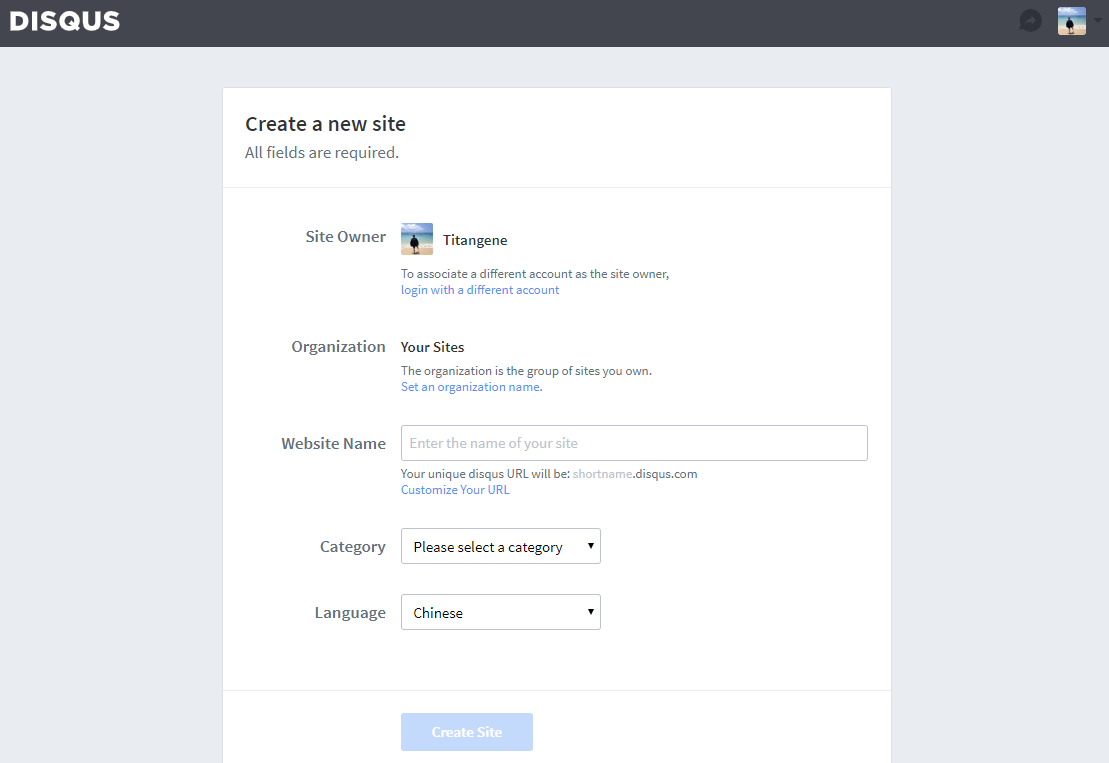 DISQUS
Create a new site
All fields are required.
Site Owner
Titangene
To associate a different account as the site owner,
login with a different account
Organization
Your Sites
The organization is the group of sites you own.
Set an organization name.
Website Name
Enter the name of your site
Your unique disqus URL will be: shortname.disqus.com
Customize Your URL
Category
Please select a category
Language
Chinese
Create Site